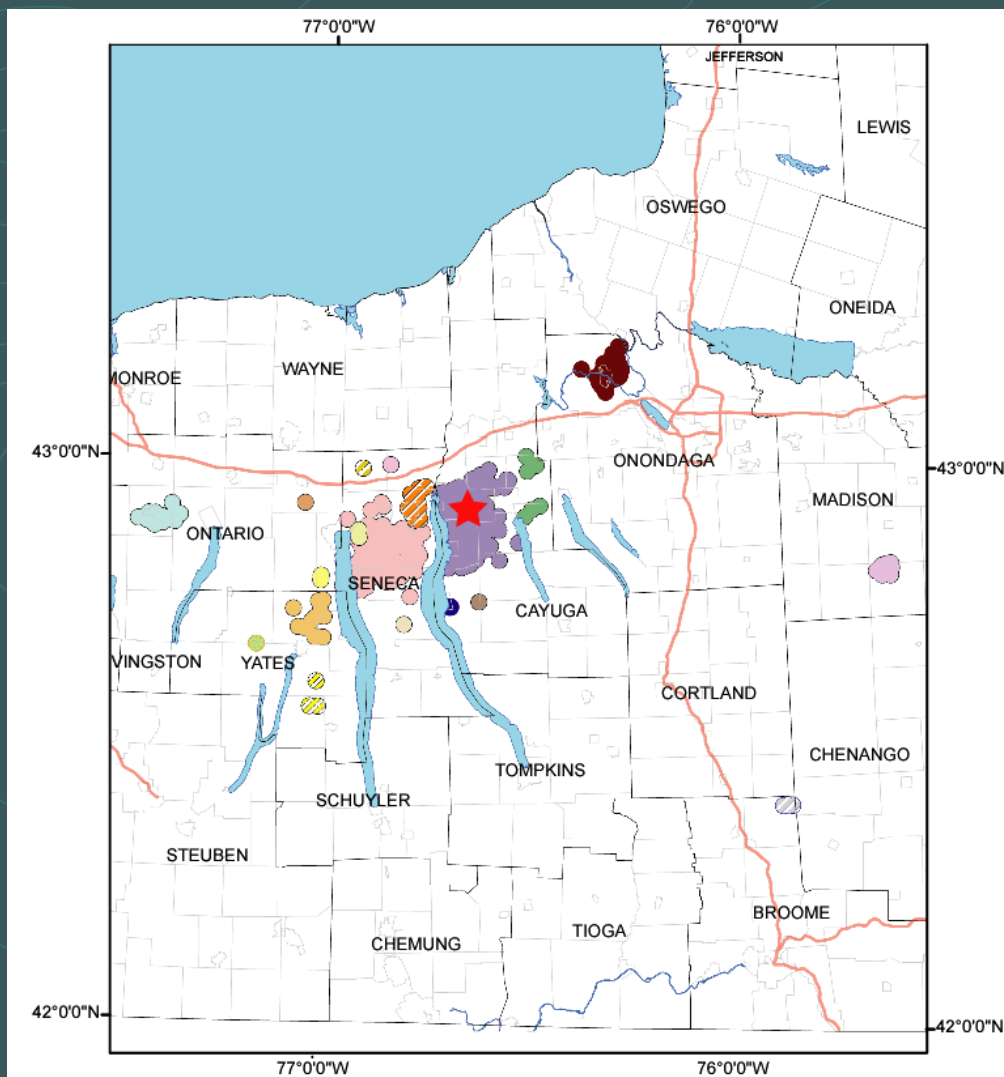 77°0'0"W
76°0'0"W
JEFFERSON
LEWIS
OSWEGO
ONEIDA
WAYNE
MONROE
43°0'0"N
ONONDAGA
43°0'0"N
MADISON
ONTARIO
SENECA
CAYUGA
VINGSTON
YATES
CORTLAND
CHENANGO
TOMPKINS
SCHUYLER
STEUBEN
BROOME
TIOGA
CHEMUNG
42°0'0"N
42°0'0"N
77°0'0"W
76°0'0"W